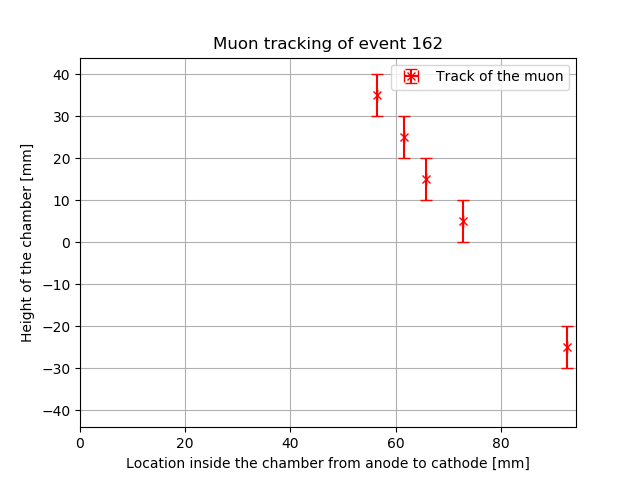 Muon tracking of event 162
Track of the muon
Height of the chamber [mm]
40
30
20
10
0
−10
−20
−30
−40
0 20 40 60 80
Location inside the chamber from anode to cathode [mm]